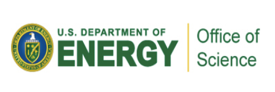 U.S. DEPARTMENT OF
ENERGY
Office of
Science